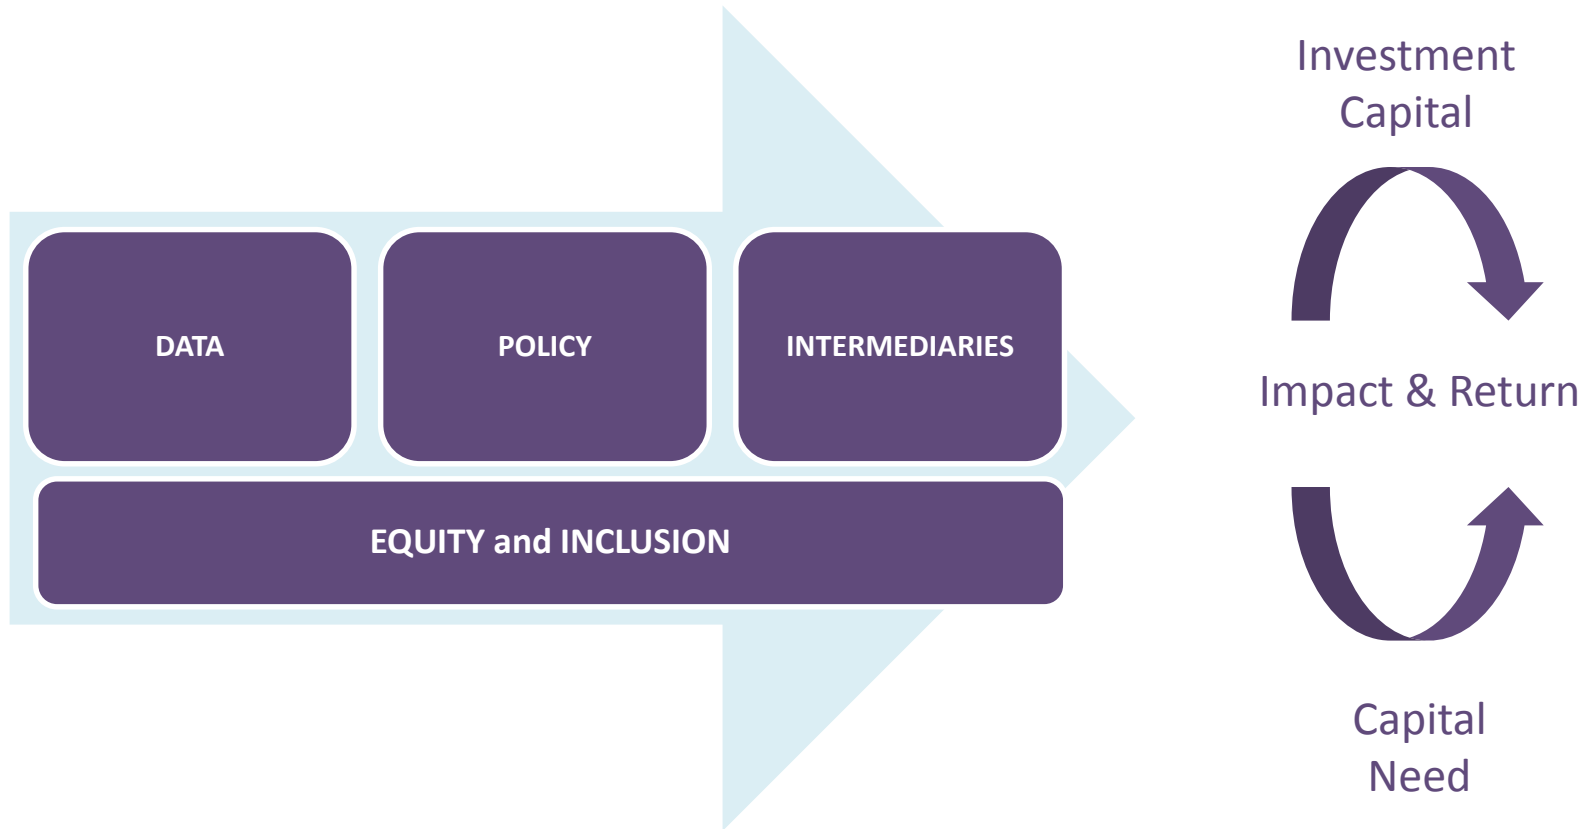 DATA
POLICY
INTERMEDIARIES
EQUITY and INCLUSION
Investment
Capital
Impact & Return
Capital
Need